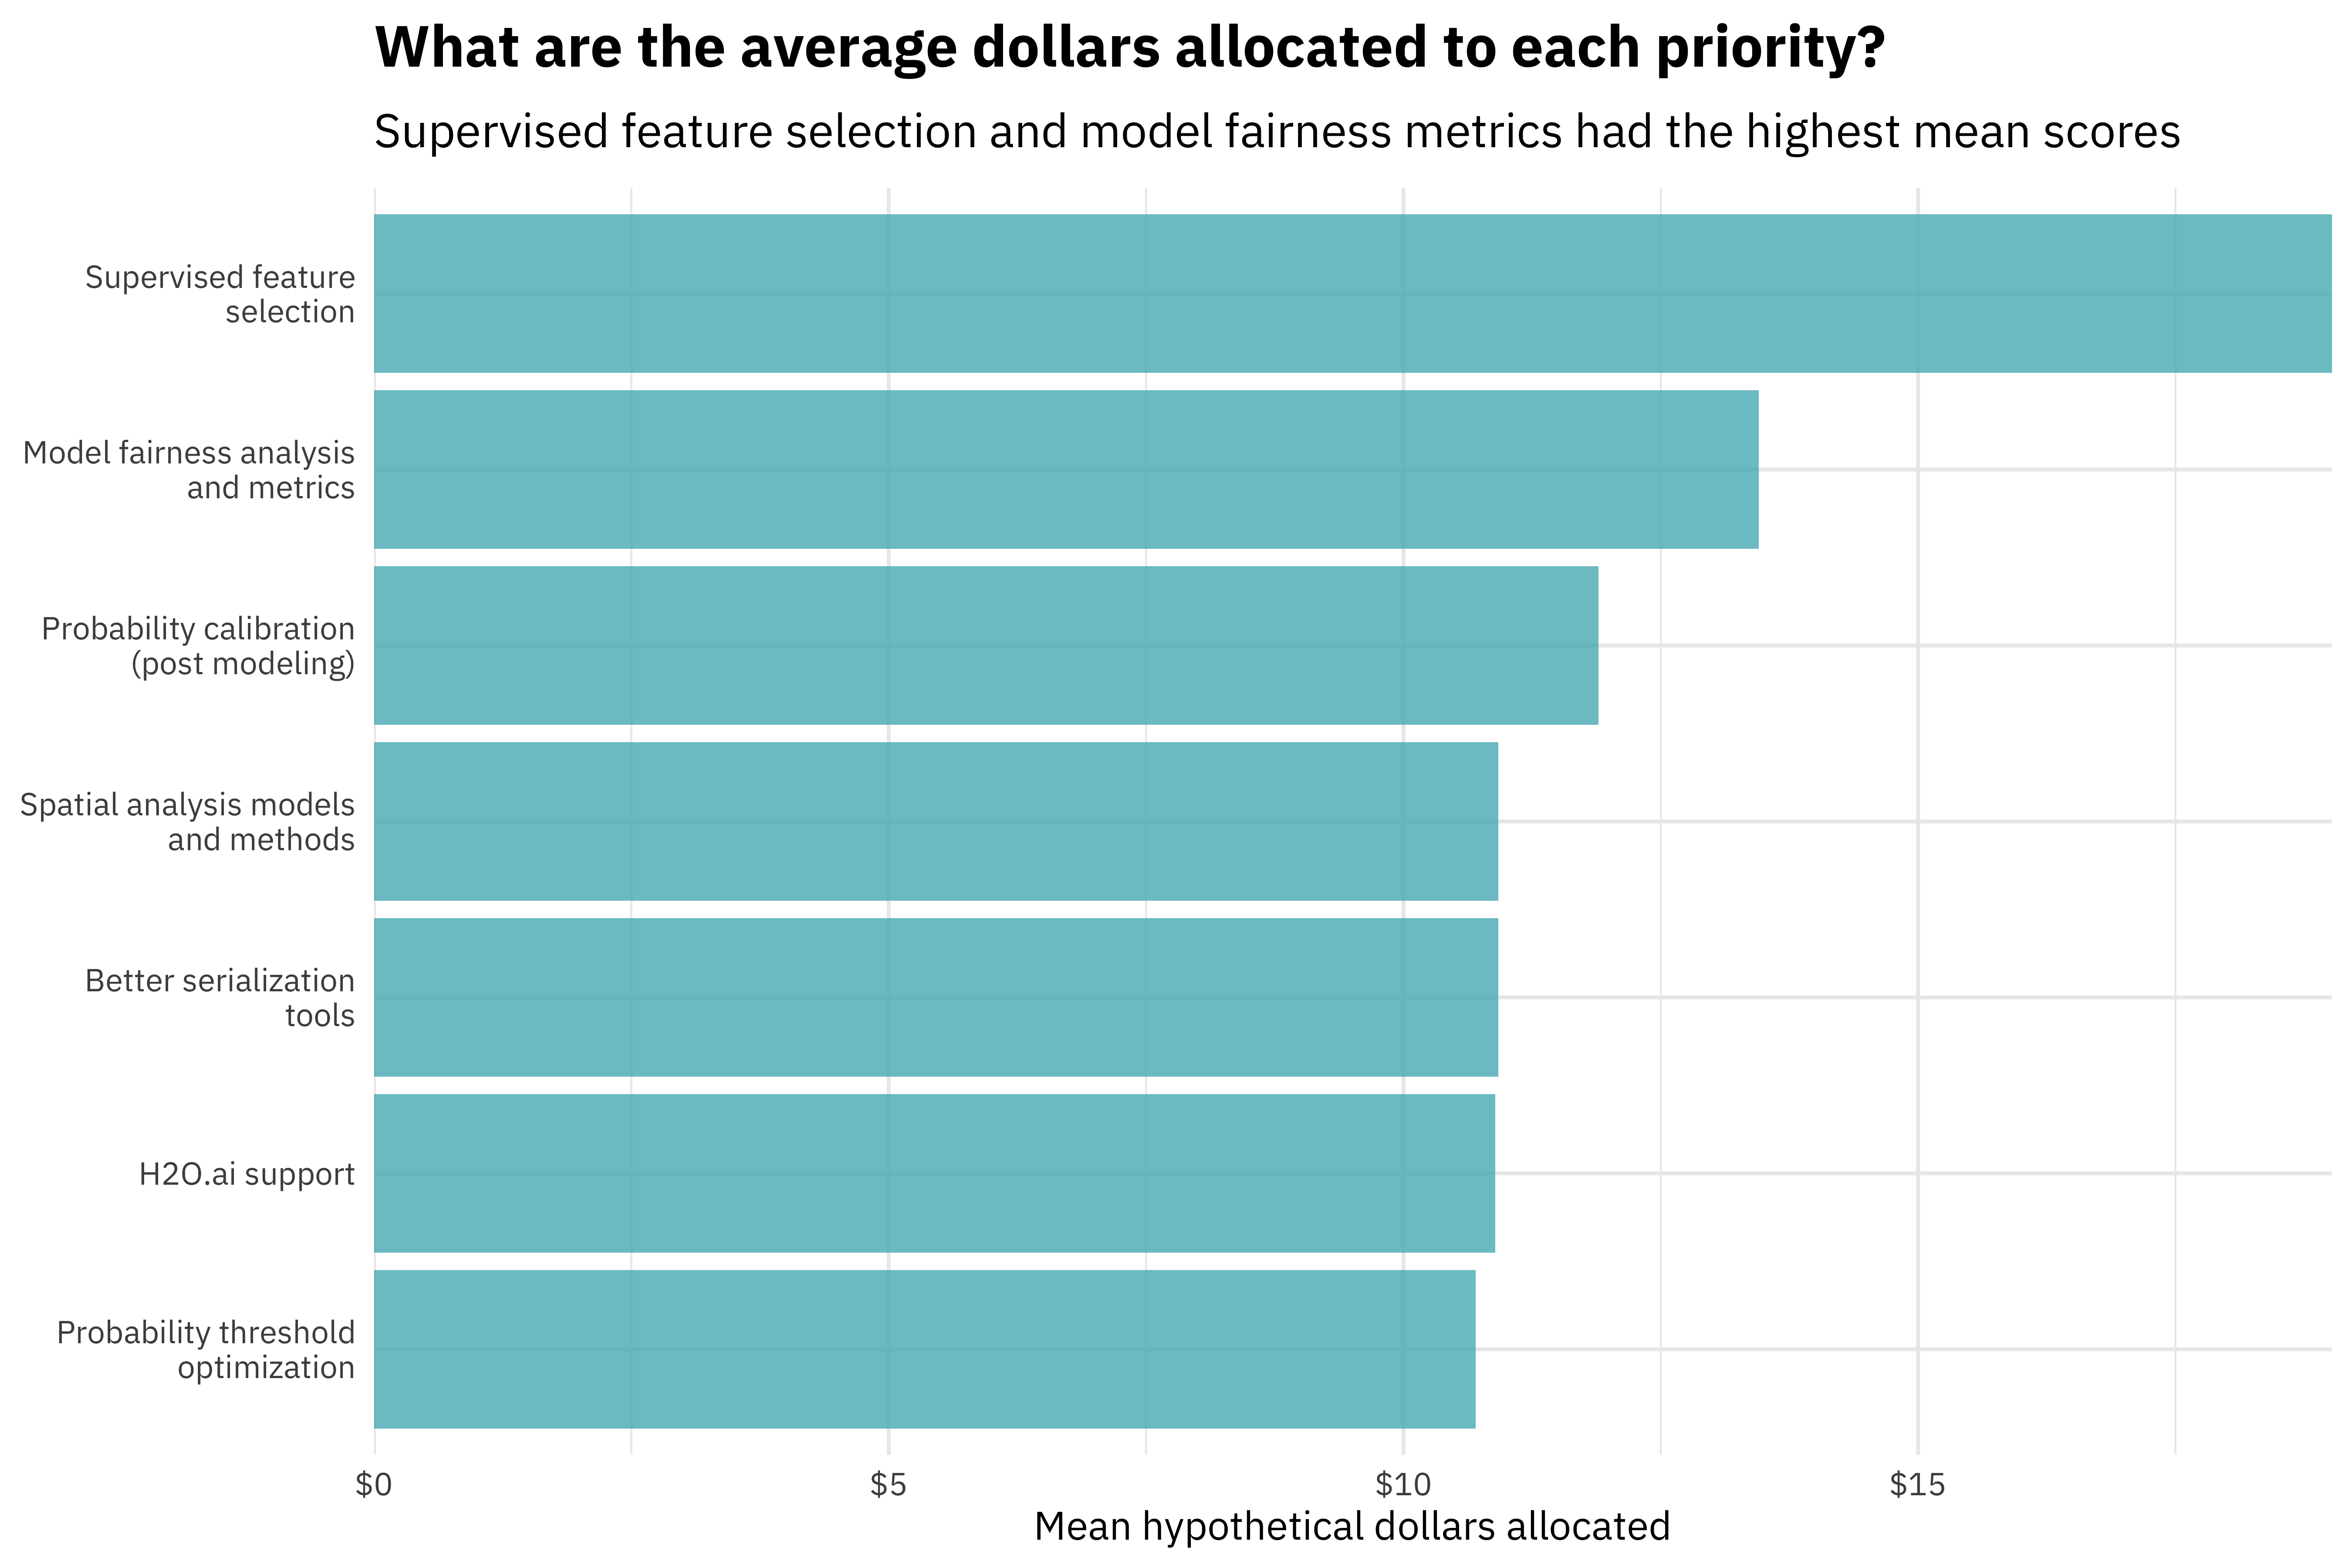 What are the average dollars allocated to each priority?
Supervised feature selection and model fairness metrics had the highest mean scores
Supervised feature
selection
Model fairness analysis
and metrics
Probability calibration
(post modeling)
Spatial analysis models
and methods
Better serialization
tools
H2O.ai support
Probability threshold
optimization
$0 $5 $10 $15
Mean hypothetical dollars allocated